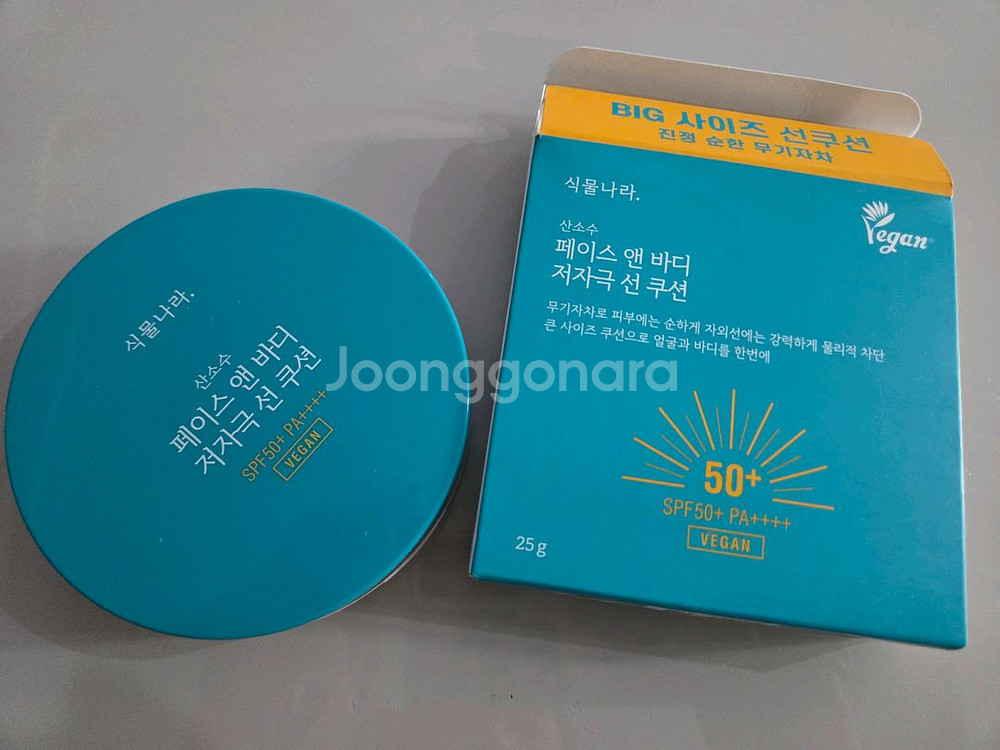 식물나라.
산소수
페이스 앤 바디
저자극 선 쿠션
SPF50+ PA++++
VEGAN
BIG 사이즈 선쿠션
진정 순한 무기자차
식물나라.
Vegan
산소수
페이스 앤 바디
저자극 선 쿠션
무기자차로 피부에는 순하게 자외선에는 강력하게 물리적 차단
큰 사이즈 쿠션으로 얼굴과 바디를 한번에
50+
SPF50+ PA++++
VEGAN
25g
Joonggonara